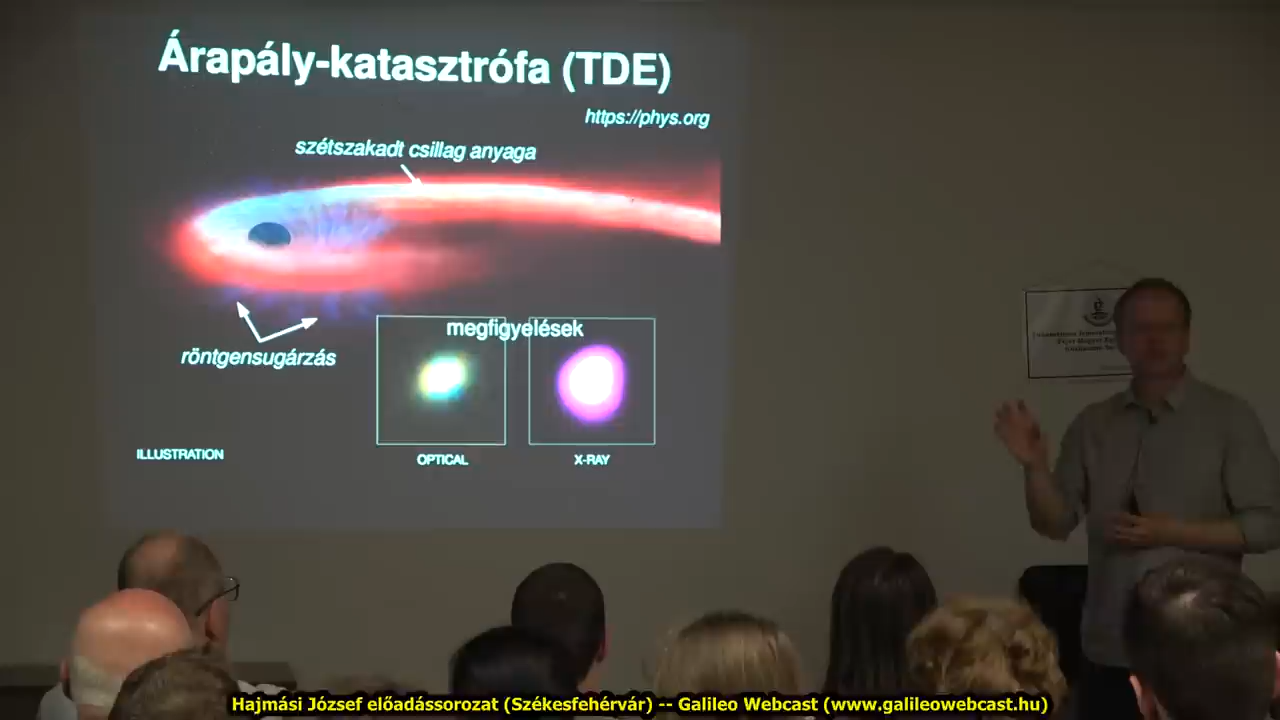 Árapály-katasztrófa (TDE)
https://phys.org
szétszakadt csillag anyaga
megfigyelések
röntgensugárzás
ILLUSTRATION
OPTICAL
X-RAY
Hajmási József előadássorozat (Székesfehérvár) -- Galileo Webcast (www.galileowebcast.hu)